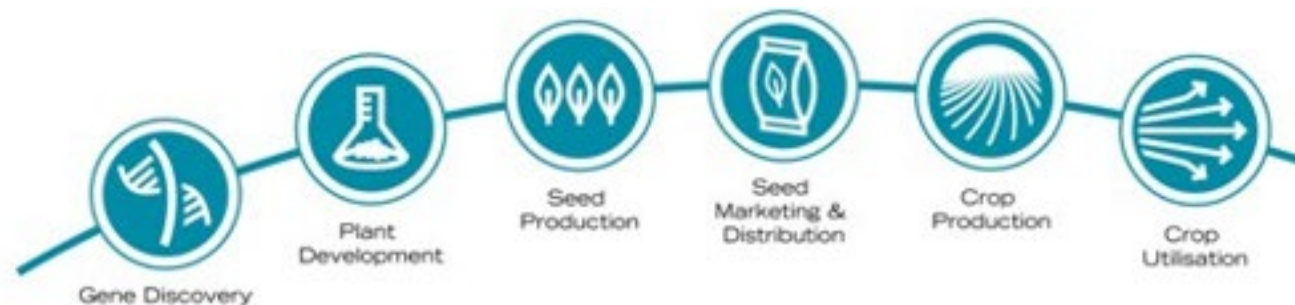 Gene Discovery
Plant
Development
Seed
Production
Seed
Marketing &
Distribution
Crop
Production
Crop
Utilisation